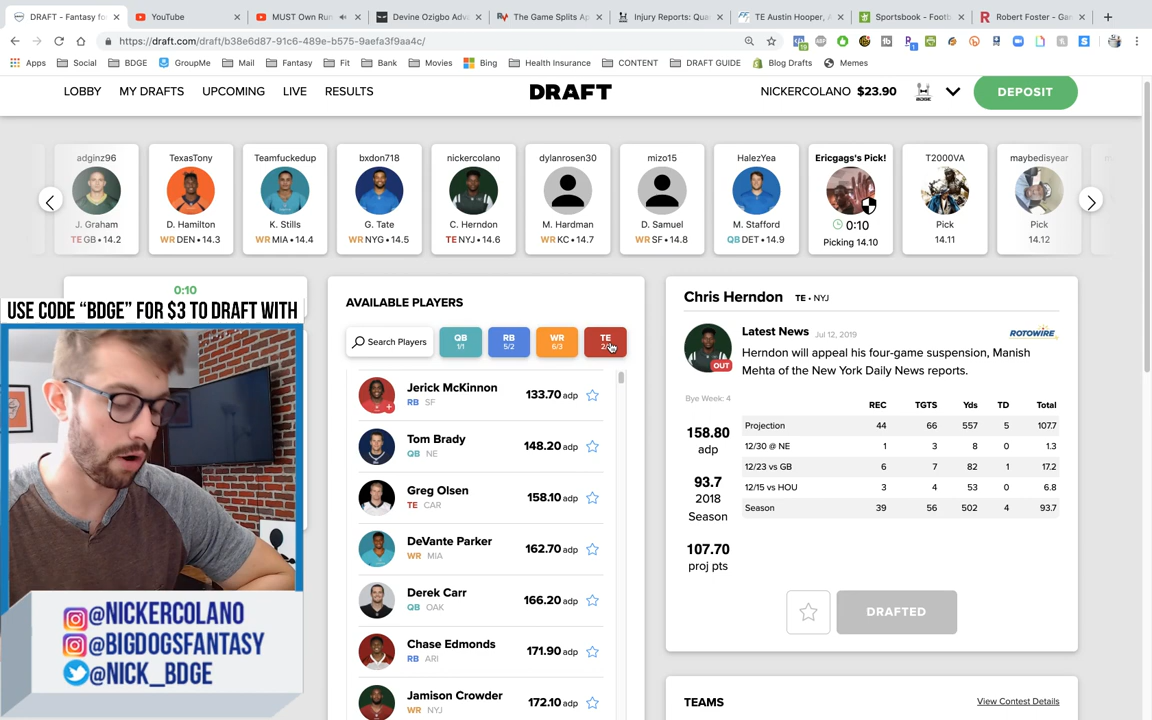 DRAFT - Fantasy fo
YouTube
MUST Own Run
Devine Ozigbo Adva
The Game Splits Ap
Injury Reports: Qua
TE Austin Hooper, A
Sportsbook - Footb
Robert Foster - Gam
https://draft.com/draft/b38e6d87-91c6-489e-b575-9aefa3f9aa4c/
Apps Social BDGE GroupMe Mail Fantasy Fit Bank Movies Bing Health Insurance CONTENT DRAFT GUIDE Blog Drafts Memes
LOBBY MY DRAFTS UPCOMING LIVE RESULTS
DRAFT
NICKERCOLANO $23.90
DEPOSIT
adginz96
J. Graham
TE GB • 14.2
TexasTony
D. Hamilton
WR DEN • 14.3
Teamfuckedup
K. Stills
WR MIA • 14.4
bxdon718
G. Tate
WR NYG • 14.5
nickercolano
C. Herndon
TE NYJ • 14.6
dylanrosen30
M. Hardman
WR KC • 14.7
mizo15
D. Samuel
WR SF • 14.8
HalezYea
M. Stafford
QB DET • 14.9
Ericgags's Pick!
0:10
Picking 14.10
T2000VA
Pick
14.11
maybedisyear
Pick
14.12
0:10
USE CODE "BDGE" FOR $3 TO DRAFT WITH
@NICKERCOLANO
@BIGDOGSFANTASY
@NICK_BDGE
AVAILABLE PLAYERS
Search Players
QB
1/1
RB
5/2
WR
6/3
TE
Jerick McKinnon
RB SF
133.70 adp
Tom Brady
QB NE
148.20 adp
Greg Olsen
TE CAR
158.10 adp
DeVante Parker
WR MIA
162.70 adp
Derek Carr
QB OAK
166.20 adp
Chase Edmonds
RB ARI
171.90 adp
Jamison Crowder
WR NYJ
172.10 adp
Chris Herndon TE • NYJ
OUT
Latest News Jul 12, 2019
ROTOWIRE
Herndon will appeal his four-game suspension, Manish
Mehta of the New York Daily News reports.
Bye Week: 4
158.80
adp
93.7
2018
Season
107.70
proj pts
REC TGTS Yds TD Total
Projection 44 66 557 5 107.7
12/30 @ NE 1 3 8 0 1.3
12/23 vs GB 6 7 82 1 17.2
12/15 vs HOU 3 4 53 0 6.8
Season 39 56 502 4 93.7
DRAFTED
TEAMS
View Contest Details